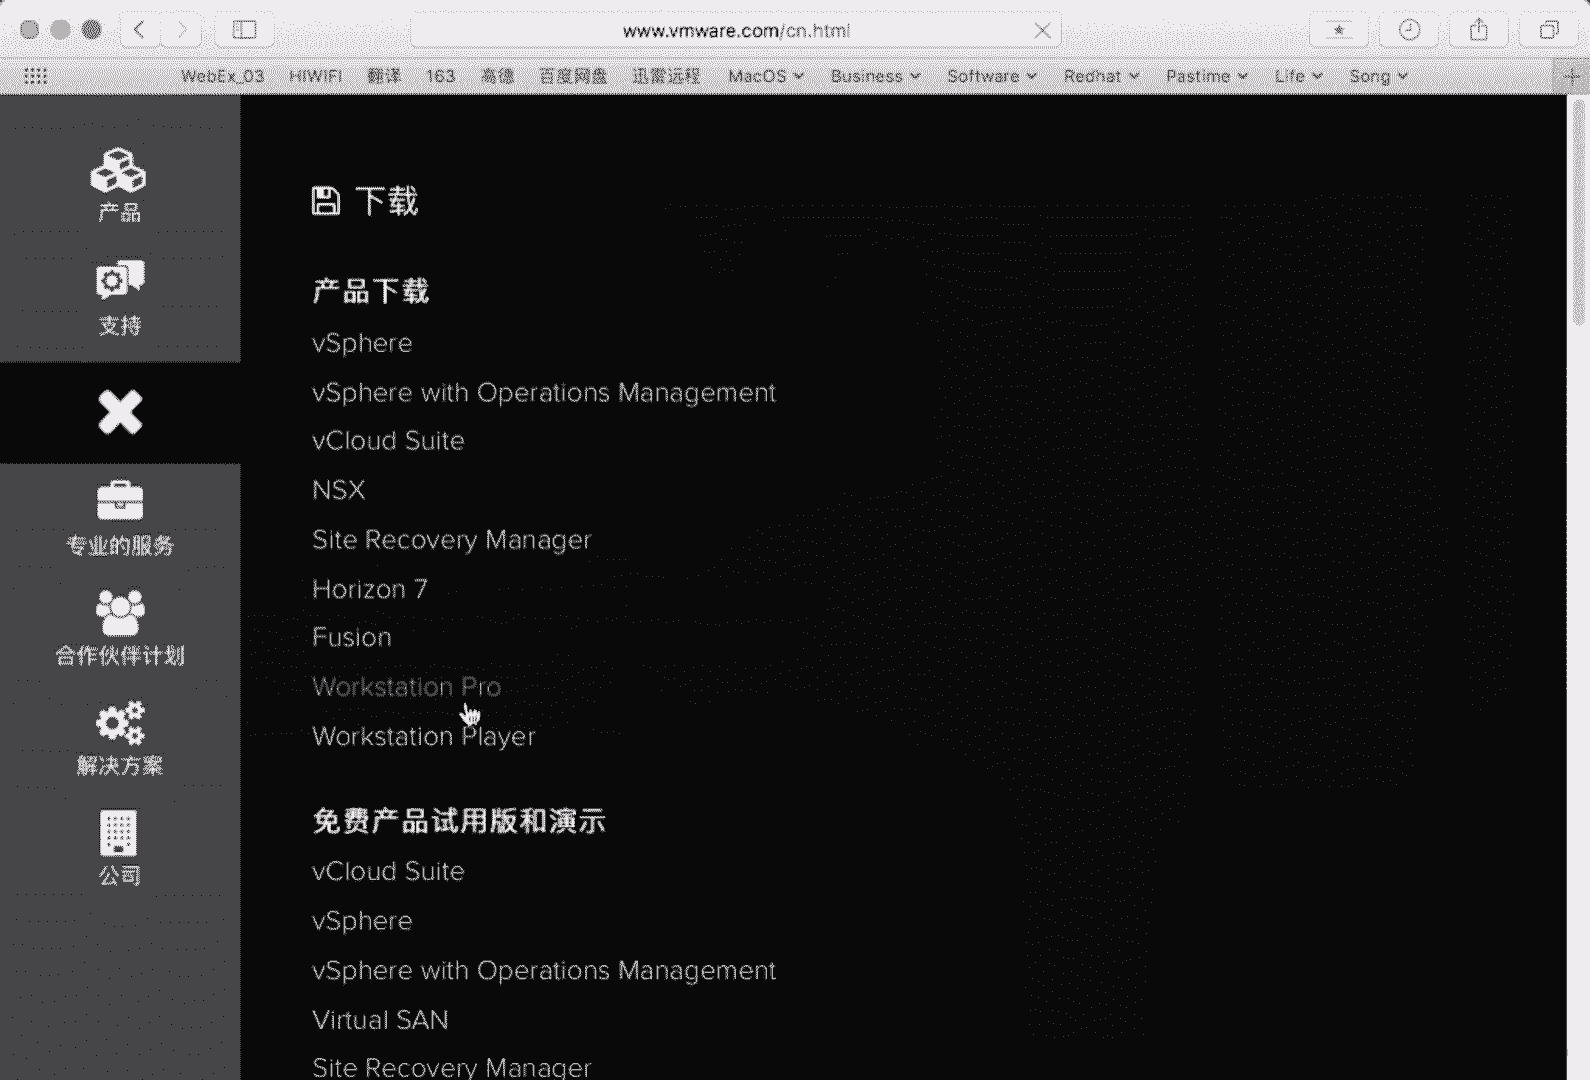 www.vmware.com/cn.html
WebEx_03 HIWIFI 翻译 163 高德 百度网盘 迅雷远程 MacOS Business Software Redhat Pastime Life Song
产品
支持
专业的服务
合作伙伴计划
解决方案
公司
下载
产品下载
vSphere
vSphere with Operations Management
vCloud Suite
NSX
Site Recovery Manager
Horizon 7
Fusion
Workstation Pro
Workstation Player
免费产品试用版和演示
vCloud Suite
vSphere
vSphere with Operations Management
Virtual SAN
Site Recovery Manager